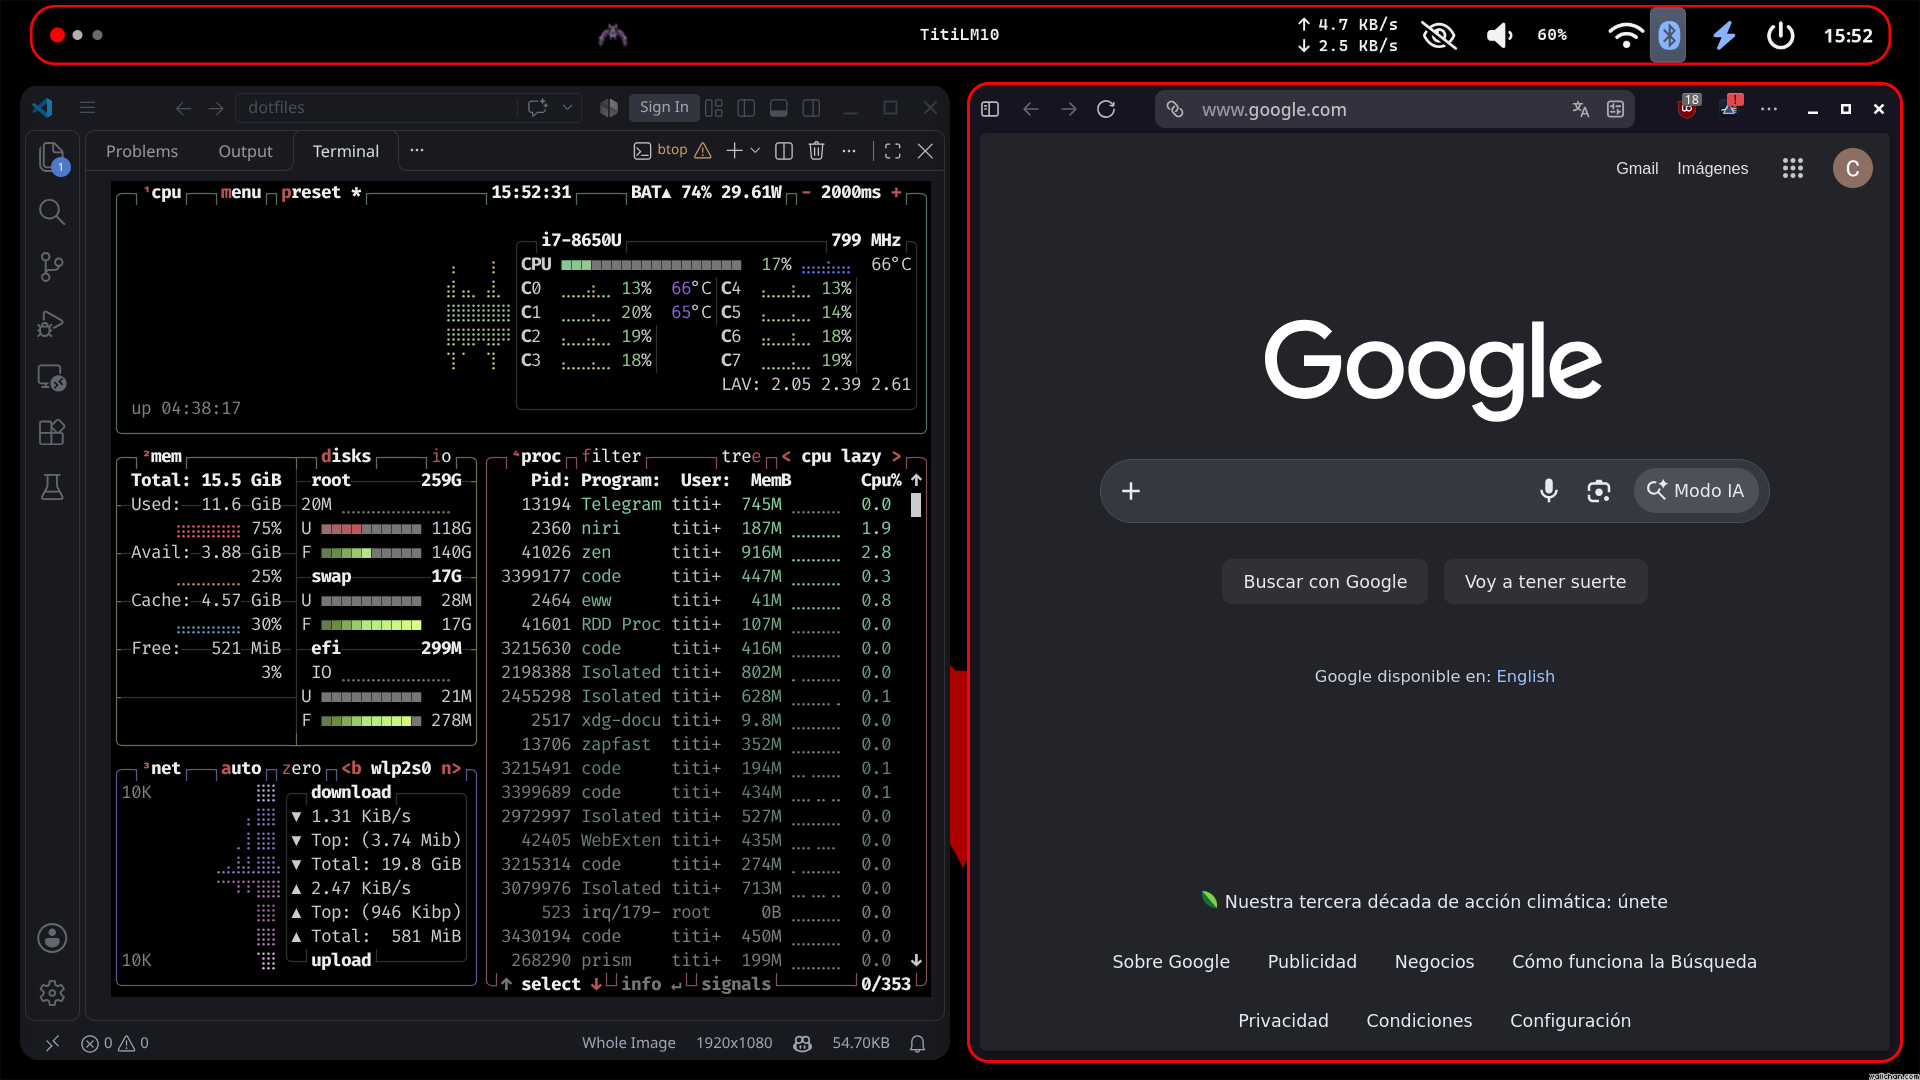 TitiLM10
↑ 4.7 KB/s
↓ 2.5 KB/s
60%
15:52
dotfiles
Sign In
1
Problems Output Terminal ···
btop
¹cpu menu preset * 15:52:31 BAT▲ 74% 29.61W - 2000ms +
i7-8650U 799 MHz
CPU 17% 66°C
C0 13% 66°C C4 13%
C1 20% 65°C C5 14%
C2 19% C6 18%
C3 18% C7 19%
LAV: 2.05 2.39 2.61
up 04:38:17
²mem disks io
Total: 15.5 GiB root 259G
Used: 11.6 GiB 20M
75% U 118G
Avail: 3.88 GiB F 140G
25% swap 17G
Cache: 4.57 GiB U 28M
30% F 17G
Free: 521 MiB efi 299M
3% IO
U 21M
F 278M
³net auto zero <b wlp2s0 n>
10K download
▼ 1.31 KiB/s
▼ Top: (3.74 Mib)
▼ Total: 19.8 GiB
▲ 2.47 KiB/s
▲ Top: (946 Kibp)
▲ Total: 581 MiB
10K upload
⁴proc filter tree < cpu lazy >
Pid: Program: User: MemB Cpu% ↑
13194 Telegram titi+ 745M 0.0
2360 niri titi+ 187M 1.9
41026 zen titi+ 916M 2.8
3399177 code titi+ 447M 0.3
2464 eww titi+ 41M 0.8
41601 RDD Proc titi+ 107M 0.0
3215630 code titi+ 416M 0.0
2198388 Isolated titi+ 802M 0.0
2455298 Isolated titi+ 628M 0.1
2517 xdg-docu titi+ 9.8M 0.0
13706 zapfast titi+ 352M 0.0
3215491 code titi+ 194M 0.1
3399689 code titi+ 434M 0.1
2972997 Isolated titi+ 527M 0.0
42405 WebExten titi+ 435M 0.0
3215314 code titi+ 274M 0.0
3079976 Isolated titi+ 713M 0.0
523 irq/179- root 0B 0.0
3430194 code titi+ 450M 0.0
268290 prism titi+ 199M 0.0 ↓
↑ select ↓ info ↵ signals 0/353
0 0
Whole Image 1920x1080 54.70KB
www.google.com
18
!
Gmail Imágenes
C
Google
Modo IA
Buscar con Google Voy a tener suerte
Google disponible en: English
Nuestra tercera década de acción climática: únete
Sobre Google Publicidad Negocios Cómo funciona la Búsqueda
Privacidad Condiciones Configuración
wallchan.com